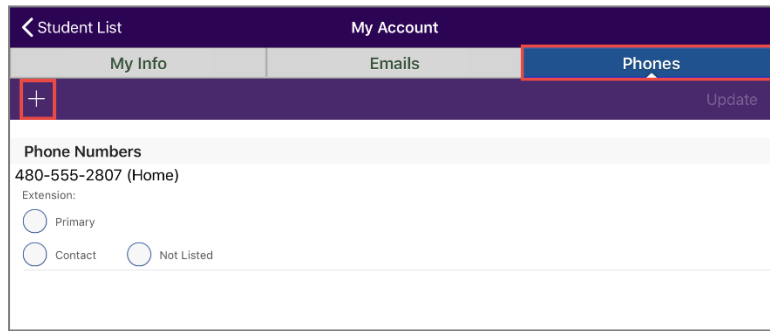 Student List
My Account
My Info
Emails
Phones
+
Update
Phone Numbers
480-555-2807 (Home)
Extension:
Primary
Contact
Not Listed